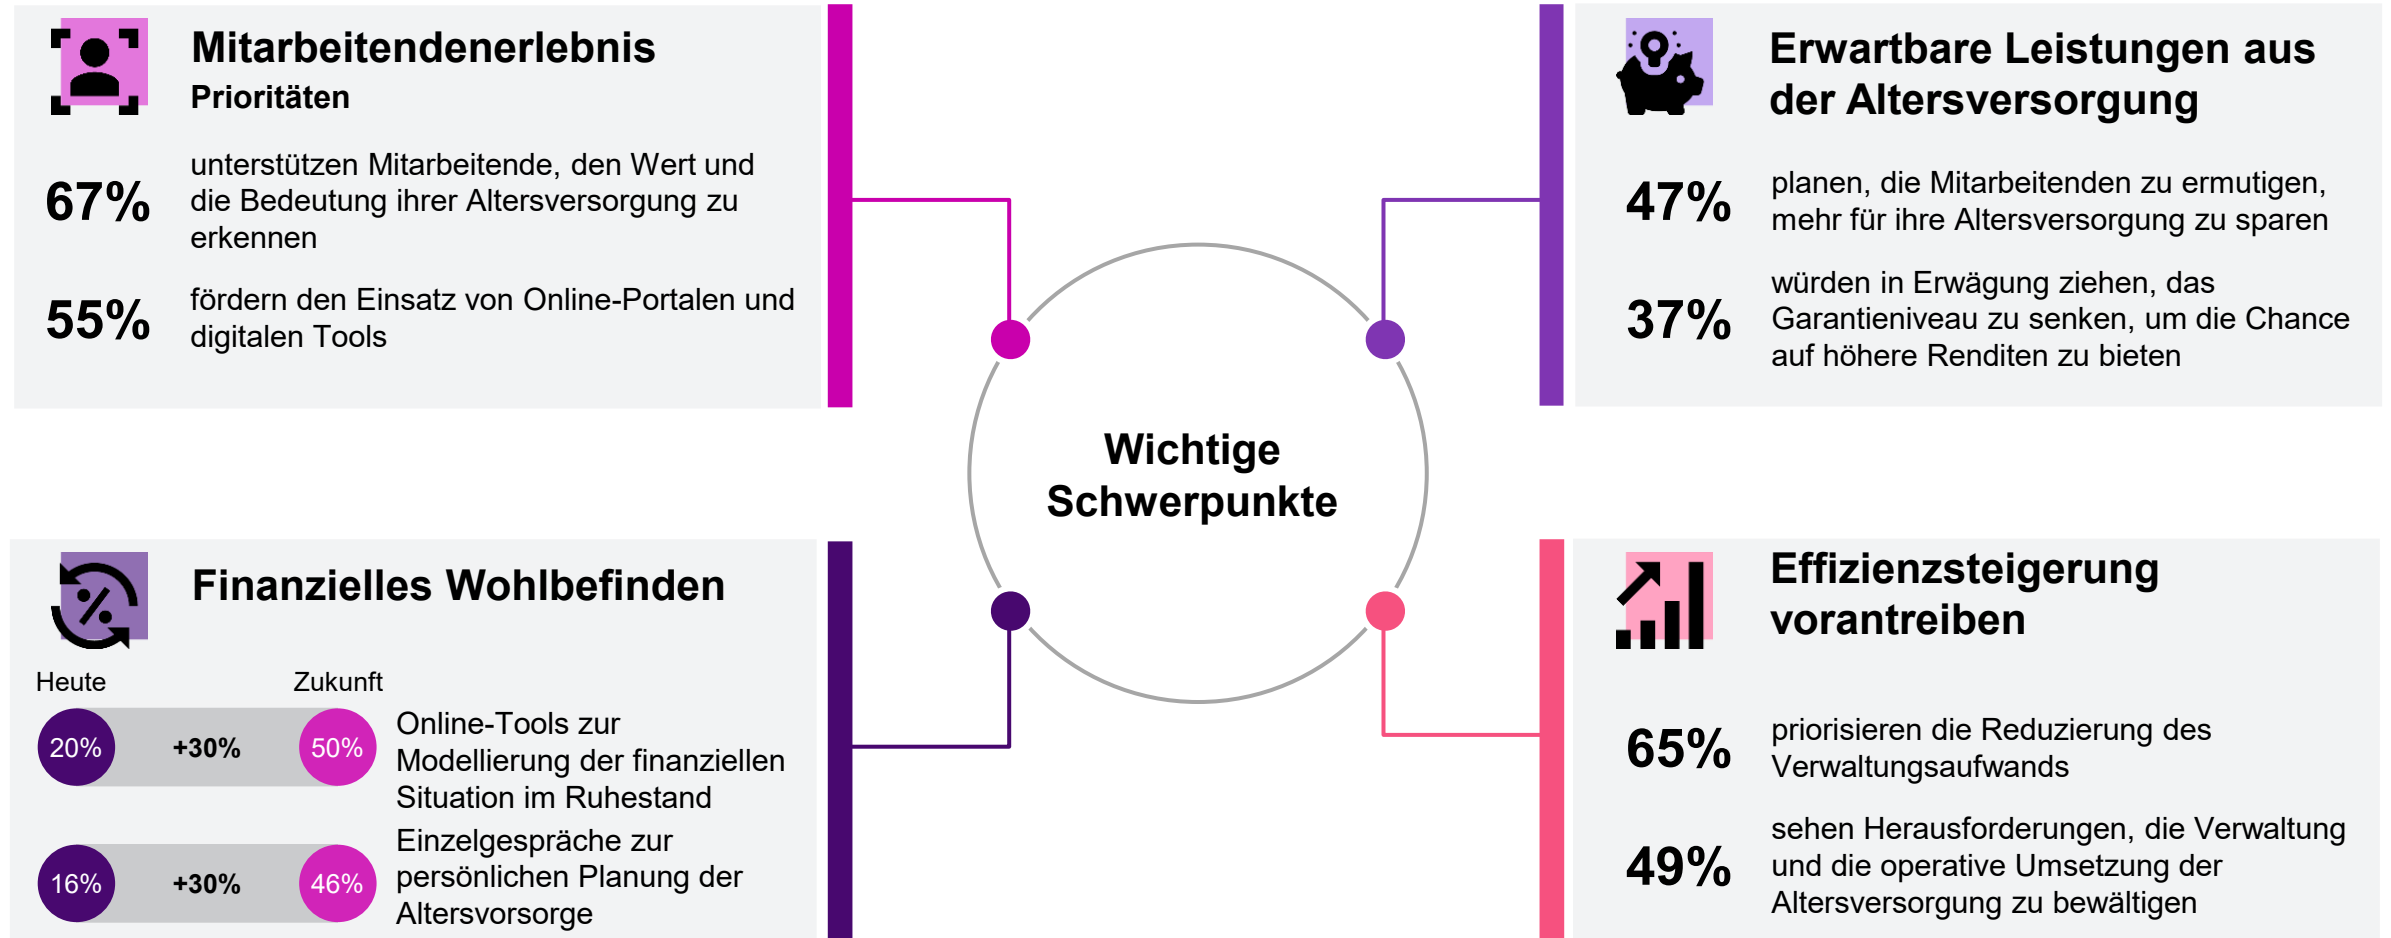 Mitarbeitendenerlebnis
Prioritäten
67%
unterstützen Mitarbeitende, den Wert und
die Bedeutung ihrer Altersversorgung zu
erkennen
55%
fördern den Einsatz von Online-Portalen und
digitalen Tools
Erwartbare Leistungen aus
der Altersversorgung
47%
planen, die Mitarbeitenden zu ermutigen,
mehr für ihre Altersversorgung zu sparen
37%
würden in Erwägung ziehen, das
Garantieniveau zu senken, um die Chance
auf höhere Renditen zu bieten
Wichtige
Schwerpunkte
Finanzielles Wohlbefinden
Heute
Zukunft
20%
+30%
50%
Online-Tools zur
Modellierung der finanziellen
Situation im Ruhestand
16%
+30%
46%
Einzelgespräche zur
persönlichen Planung der
Altersvorsorge
Effizienzsteigerung
vorantreiben
65%
priorisieren die Reduzierung des
Verwaltungsaufwands
49%
sehen Herausforderungen, die Verwaltung
und die operative Umsetzung der
Altersversorgung zu bewältigen